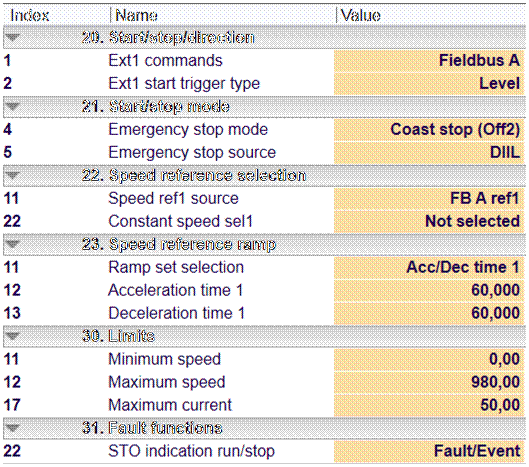 Index Name Value
20. Start/stop/direction
1 Ext1 commands Fieldbus A
2 Ext1 start trigger type Level
21. Start/stop mode
4 Emergency stop mode Coast stop (Off2)
5 Emergency stop source DIIL
22. Speed reference selection
11 Speed ref1 source FB A ref1
22 Constant speed sel1 Not selected
23. Speed reference ramp
11 Ramp set selection Acc/Dec time 1
12 Acceleration time 1 60,000
13 Deceleration time 1 60,000
30. Limits
11 Minimum speed 0,00
12 Maximum speed 980,00
17 Maximum current 50,00
31. Fault functions
22 STO indication run/stop Fault/Event